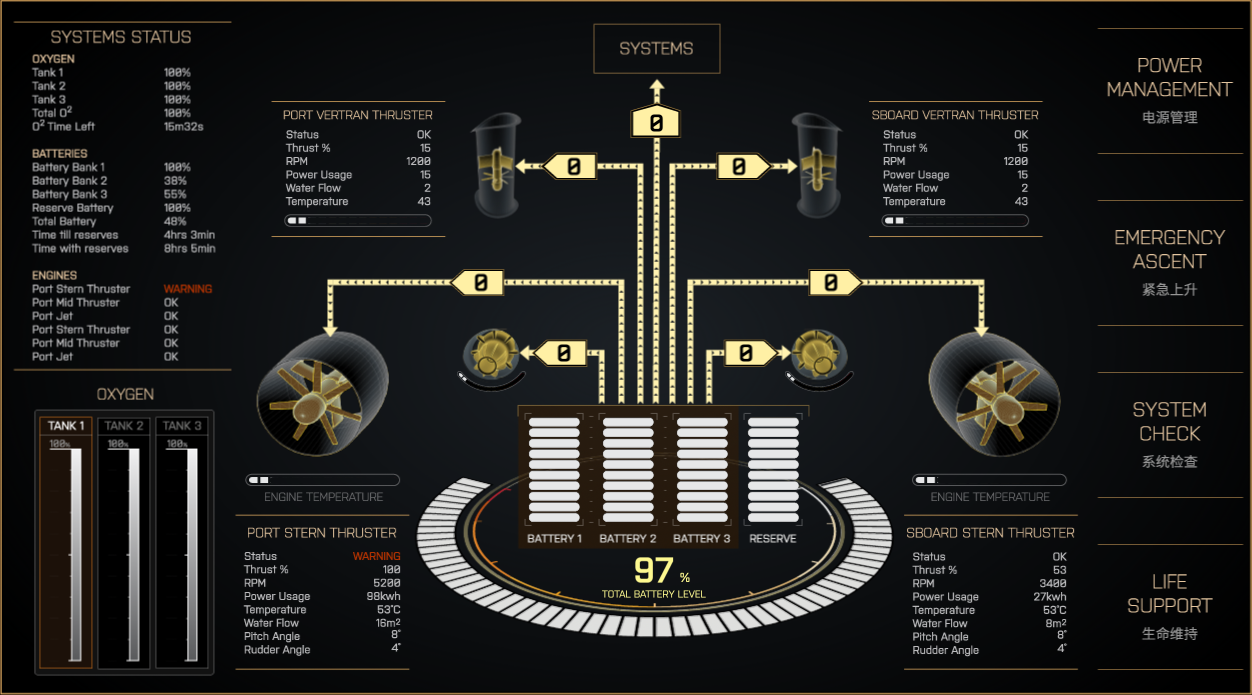 SYSTEMS STATUS
OXYGEN
Tank 1 100%
Tank 2 100%
Tank 3 100%
Total O² 100%
O² Time Left 15m32s
BATTERIES
Battery Bank 1 100%
Battery Bank 2 38%
Battery Bank 3 55%
Reserve Battery 100%
Total Battery 48%
Time till reserves 4hrs 3min
Time with reserves 8hrs 5min
ENGINES
Port Stern Thruster WARNING
Port Mid Thruster OK
Port Jet OK
Port Stern Thruster OK
Port Mid Thruster OK
Port Jet OK
OXYGEN
TANK 1 TANK 2 TANK 3
100% 100% 100%
SYSTEMS
0
PORT VERTRAN THRUSTER
Status OK
Thrust % 15
RPM 1200
Power Usage 15
Water Flow 2
Temperature 43
0
0
SBOARD VERTRAN THRUSTER
Status OK
Thrust % 15
RPM 1200
Power Usage 15
Water Flow 2
Temperature 43
0
0
0
0
ENGINE TEMPERATURE
PORT STERN THRUSTER
Status WARNING
Thrust % 100
RPM 5200
Power Usage 98kwh
Temperature 53°C
Water Flow 16m²
Pitch Angle 8°
Rudder Angle 4°
BATTERY 1 BATTERY 2 BATTERY 3 RESERVE
97 %
TOTAL BATTERY LEVEL
ENGINE TEMPERATURE
SBOARD STERN THRUSTER
Status OK
Thrust % 53
RPM 3400
Power Usage 27kwh
Temperature 53°C
Water Flow 8m²
Pitch Angle 8°
Rudder Angle 4°
POWER
MANAGEMENT
电源管理
EMERGENCY
ASCENT
紧急上升
SYSTEM
CHECK
系统检查
LIFE
SUPPORT
生命维持